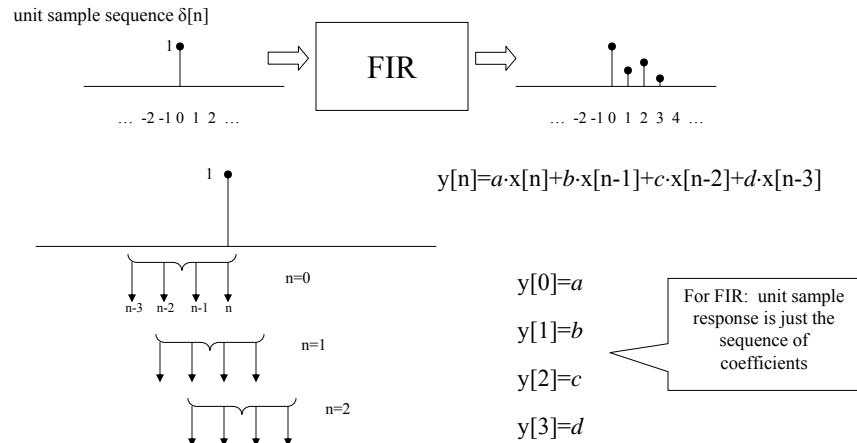 unit sample sequence δ[n]
1
FIR
… -2 -1 0 1 2 …
… -2 -1 0 1 2 3 4 …
1
y[n]=a·x[n]+b·x[n-1]+c·x[n-2]+d·x[n-3]
n-3 n-2 n-1 n
n=0
n=1
n=2
y[0]=a
y[1]=b
y[2]=c
y[3]=d
For FIR: unit sample
response is just the
sequence of
coefficients